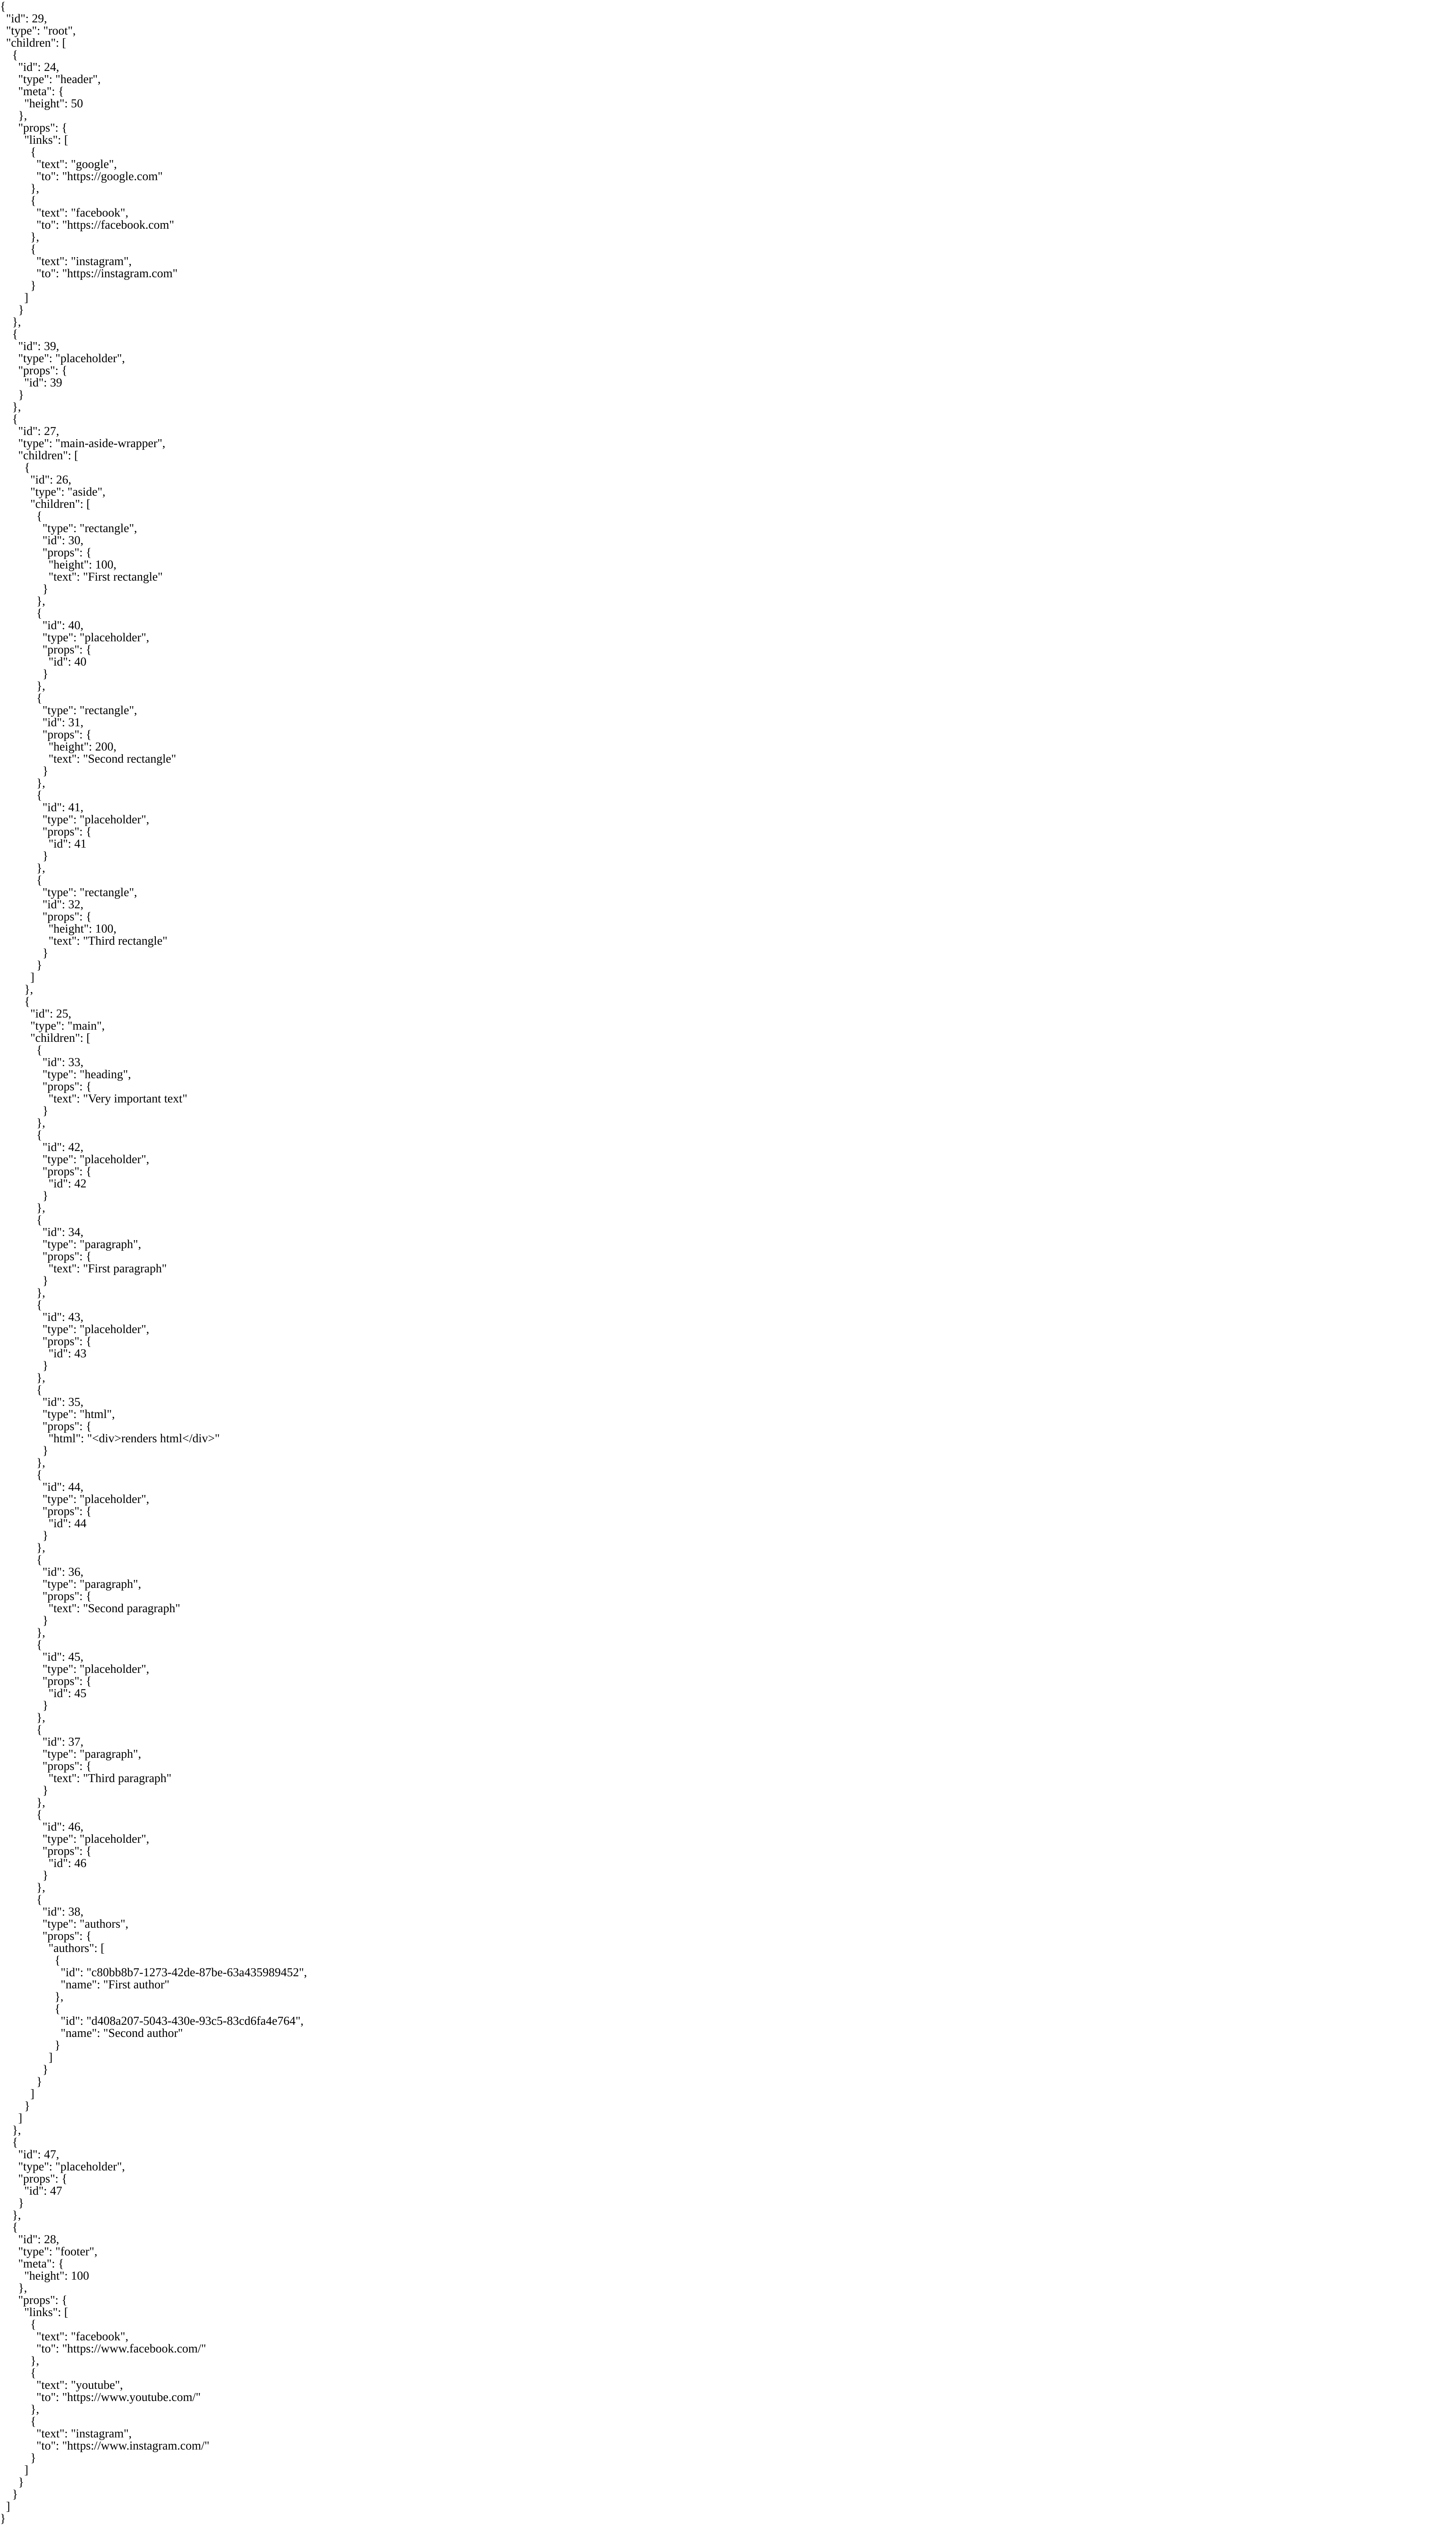 {
  "id": 29,
  "type": "root",
  "children": [
    {
      "id": 24,
      "type": "header",
      "meta": {
        "height": 50
      },
      "props": {
        "links": [
          {
            "text": "google",
            "to": "https://google.com"
          },
          {
            "text": "facebook",
            "to": "https://facebook.com"
          },
          {
            "text": "instagram",
            "to": "https://instagram.com"
          }
        ]
      }
    },
    {
      "id": 39,
      "type": "placeholder",
      "props": {
        "id": 39
      }
    },
    {
      "id": 27,
      "type": "main-aside-wrapper",
      "children": [
        {
          "id": 26,
          "type": "aside",
          "children": [
            {
              "type": "rectangle",
              "id": 30,
              "props": {
                "height": 100,
                "text": "First rectangle"
              }
            },
            {
              "id": 40,
              "type": "placeholder",
              "props": {
                "id": 40
              }
            },
            {
              "type": "rectangle",
              "id": 31,
              "props": {
                "height": 200,
                "text": "Second rectangle"
              }
            },
            {
              "id": 41,
              "type": "placeholder",
              "props": {
                "id": 41
              }
            },
            {
              "type": "rectangle",
              "id": 32,
              "props": {
                "height": 100,
                "text": "Third rectangle"
              }
            }
          ]
        },
        {
          "id": 25,
          "type": "main",
          "children": [
            {
              "id": 33,
              "type": "heading",
              "props": {
                "text": "Very important text"
              }
            },
            {
              "id": 42,
              "type": "placeholder",
              "props": {
                "id": 42
              }
            },
            {
              "id": 34,
              "type": "paragraph",
              "props": {
                "text": "First paragraph"
              }
            },
            {
              "id": 43,
              "type": "placeholder",
              "props": {
                "id": 43
              }
            },
            {
              "id": 35,
              "type": "html",
              "props": {
                "html": "<div>renders html</div>"
              }
            },
            {
              "id": 44,
              "type": "placeholder",
              "props": {
                "id": 44
              }
            },
            {
              "id": 36,
              "type": "paragraph",
              "props": {
                "text": "Second paragraph"
              }
            },
            {
              "id": 45,
              "type": "placeholder",
              "props": {
                "id": 45
              }
            },
            {
              "id": 37,
              "type": "paragraph",
              "props": {
                "text": "Third paragraph"
              }
            },
            {
              "id": 46,
              "type": "placeholder",
              "props": {
                "id": 46
              }
            },
            {
              "id": 38,
              "type": "authors",
              "props": {
                "authors": [
                  {
                    "id": "c80bb8b7-1273-42de-87be-63a435989452",
                    "name": "First author"
                  },
                  {
                    "id": "d408a207-5043-430e-93c5-83cd6fa4e764",
                    "name": "Second author"
                  }
                ]
              }
            }
          ]
        }
      ]
    },
    {
      "id": 47,
      "type": "placeholder",
      "props": {
        "id": 47
      }
    },
    {
      "id": 28,
      "type": "footer",
      "meta": {
        "height": 100
      },
      "props": {
        "links": [
          {
            "text": "facebook",
            "to": "https://www.facebook.com/"
          },
          {
            "text": "youtube",
            "to": "https://www.youtube.com/"
          },
          {
            "text": "instagram",
            "to": "https://www.instagram.com/"
          }
        ]
      }
    }
  ]
}